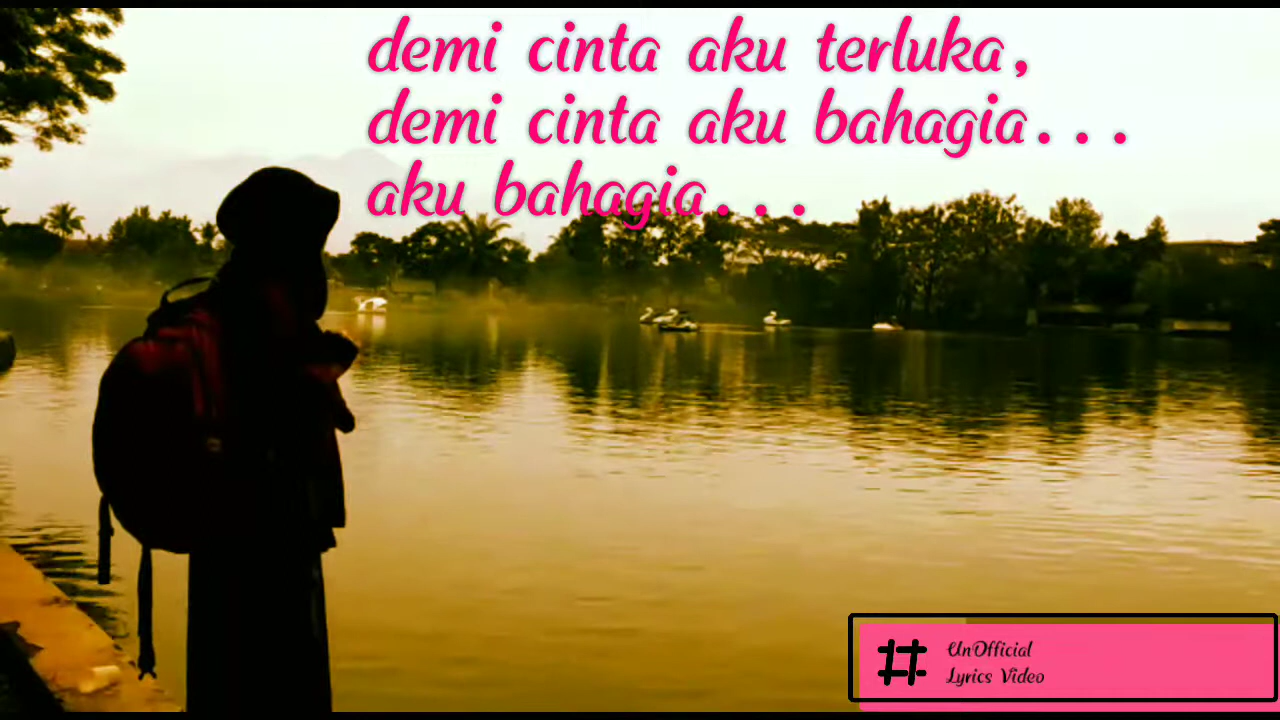 demi cinta aku terluka,
demi cinta aku bahagia...
aku bahagia...
# UnOfficial
Lyrics Video